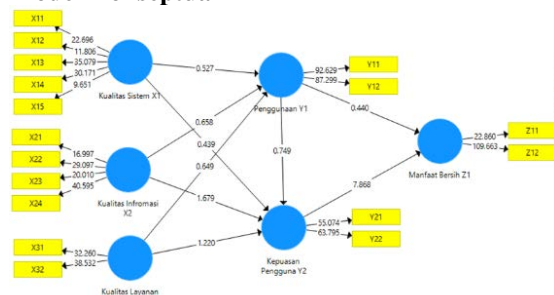 X11
X12
X13
X14
X15
22.696
11.806
35.079
30.171
9.651
Kualitas Sistem X1
X21
X22
X23
X24
16.997
29.097
20.010
40.595
Kualitas Infromasi
X2
X31
X32
32.260
38.532
Kualitas Layanan
0.527
0.658
0.439
0.649
1.679
1.220
Penggunaan Y1
92.629
87.299
Y11
Y12
0.749
0.440
7.868
Kepuasan
Pengguna Y2
55.074
63.795
Y21
Y22
Manfaat Bersih Z1
22.860
109.663
Z11
Z12